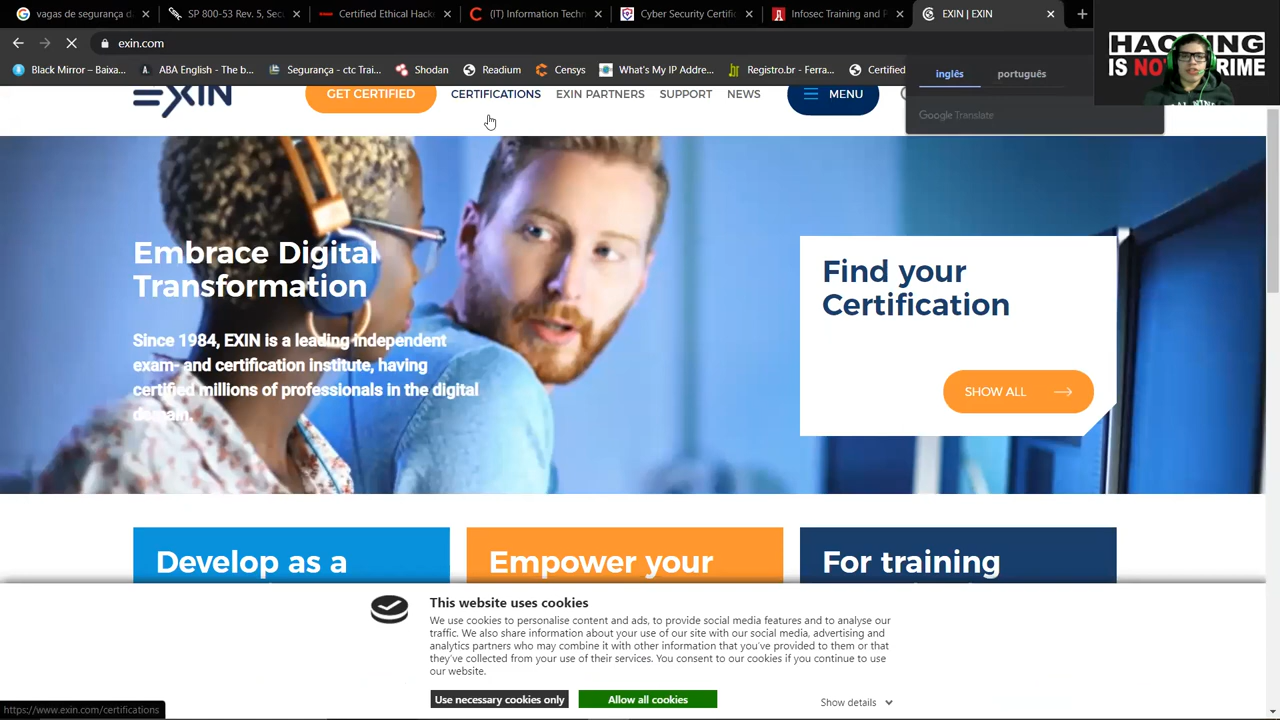 vagas de segurança d
SP 800-53 Rev. 5, Sec
Certified Ethical Hack
(IT) Information Techn
Cyber Security Certific
Infosec Training and P
EXIN | EXIN
exin.com
Black Mirror – Baixa...
ABA English - The b...
Segurança - ctc Trai...
Shodan
Res
m
Censys
What's My IP Addre...
Registro.br - Ferra...
Certified
HACKING
IS NOT
RIME
inglês
português
Google Translate
EXIN
GET CERTIFIED
CERTIFICATIONS
EXIN PARTNERS
SUPPORT
NEWS
MENU
Embrace Digital
Transformation
Since 1984, EXIN is a leading independent
exam- and certification institute, having
certified millions of professionals in the digital
domain.
Find your
Certification
SHOW ALL
Develop as a
Empower your
For training
This website uses cookies
We use cookies to personalise content and ads, to provide social media features and to analyse our
traffic. We also share information about your use of our site with our social media, advertising and
analytics partners who may combine it with other information that you've provided to them or that
they've collected from your use of their services. You consent to our cookies if you continue to use
our website.
Use necessary cookies only
Allow all cookies
Show details
https://www.exin.com/certifications